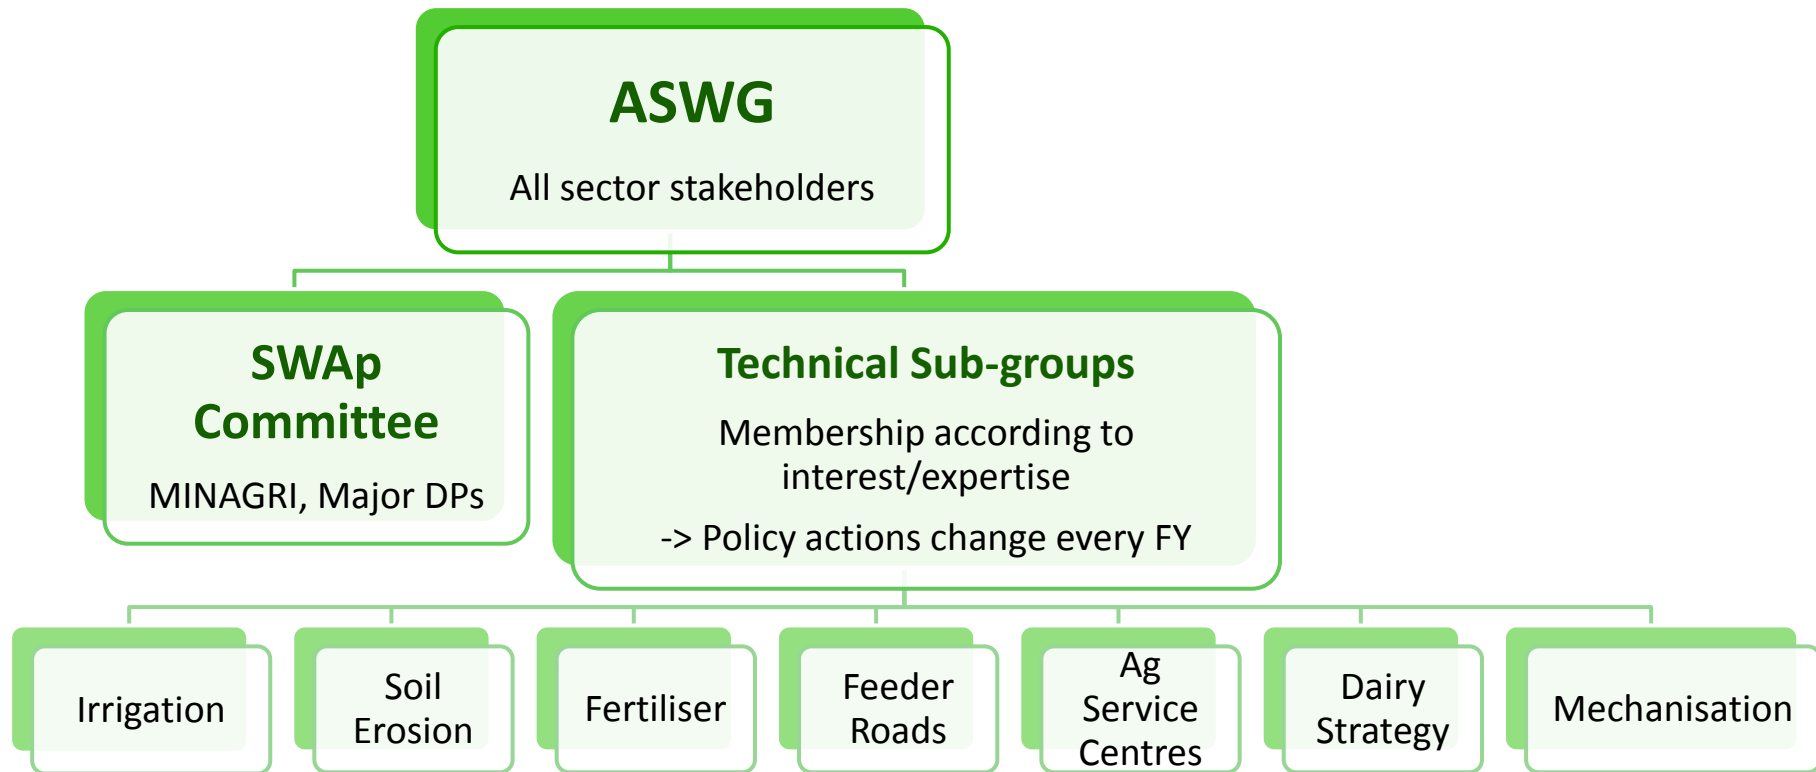 ASWG
All sector stakeholders
SWAp
Committee
MINAGRI, Major DPs
Technical Sub-groups
Membership according to
interest/expertise
-> Policy actions change every FY
Irrigation
Soil
Erosion
Fertiliser
Feeder
Roads
Ag
Service
Centres
Dairy
Strategy
Mechanisation